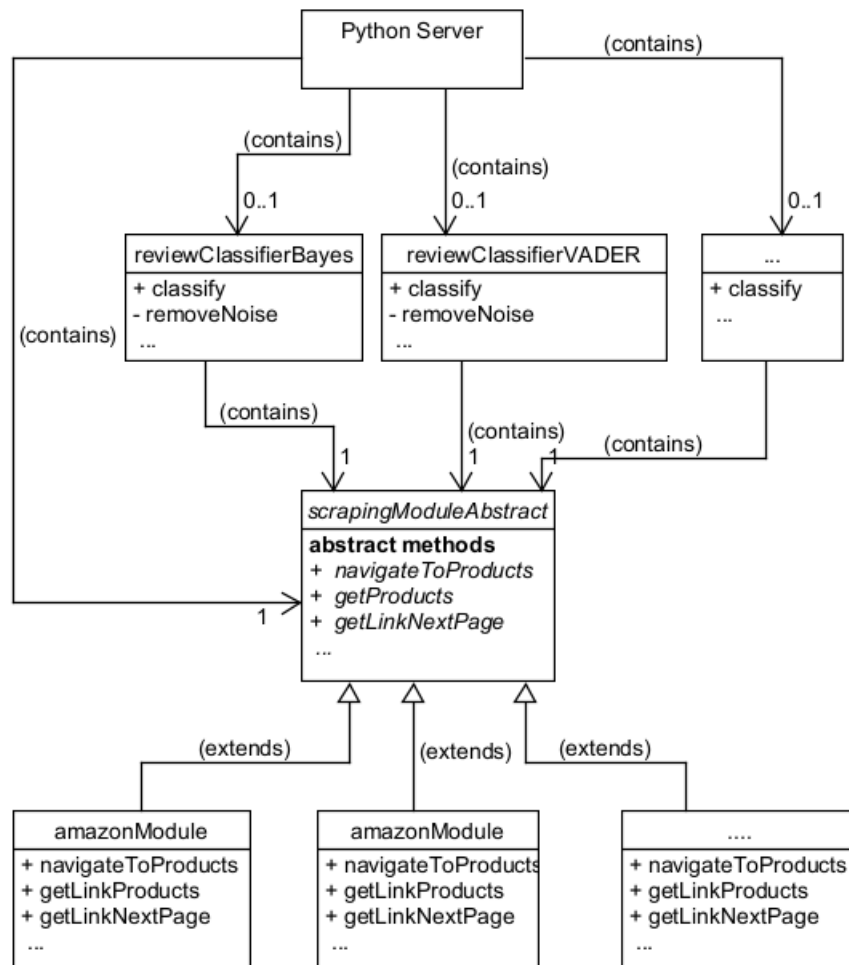 Python Server
(contains)
(contains)
(contains)
0..1
0..1
0..1
reviewClassifierBayes
+ classify
- removeNoise
...
reviewClassifierVADER
+ classify
- removeNoise
...
...
+ classify
...
(contains)
(contains)
(contains)
(contains)
1
1
1
scrapingModuleAbstract
abstract methods
+ navigateToProducts
+ getProducts
+ getLinkNextPage
...
1
(extends)
(extends)
(extends)
amazonModule
+ navigateToProducts
+ getLinkProducts
+ getLinkNextPage
...
amazonModule
+ navigateToProducts
+ getLinkProducts
+ getLinkNextPage
...
....
+ navigateToProducts
+ getLinkProducts
+ getLinkNextPage
...